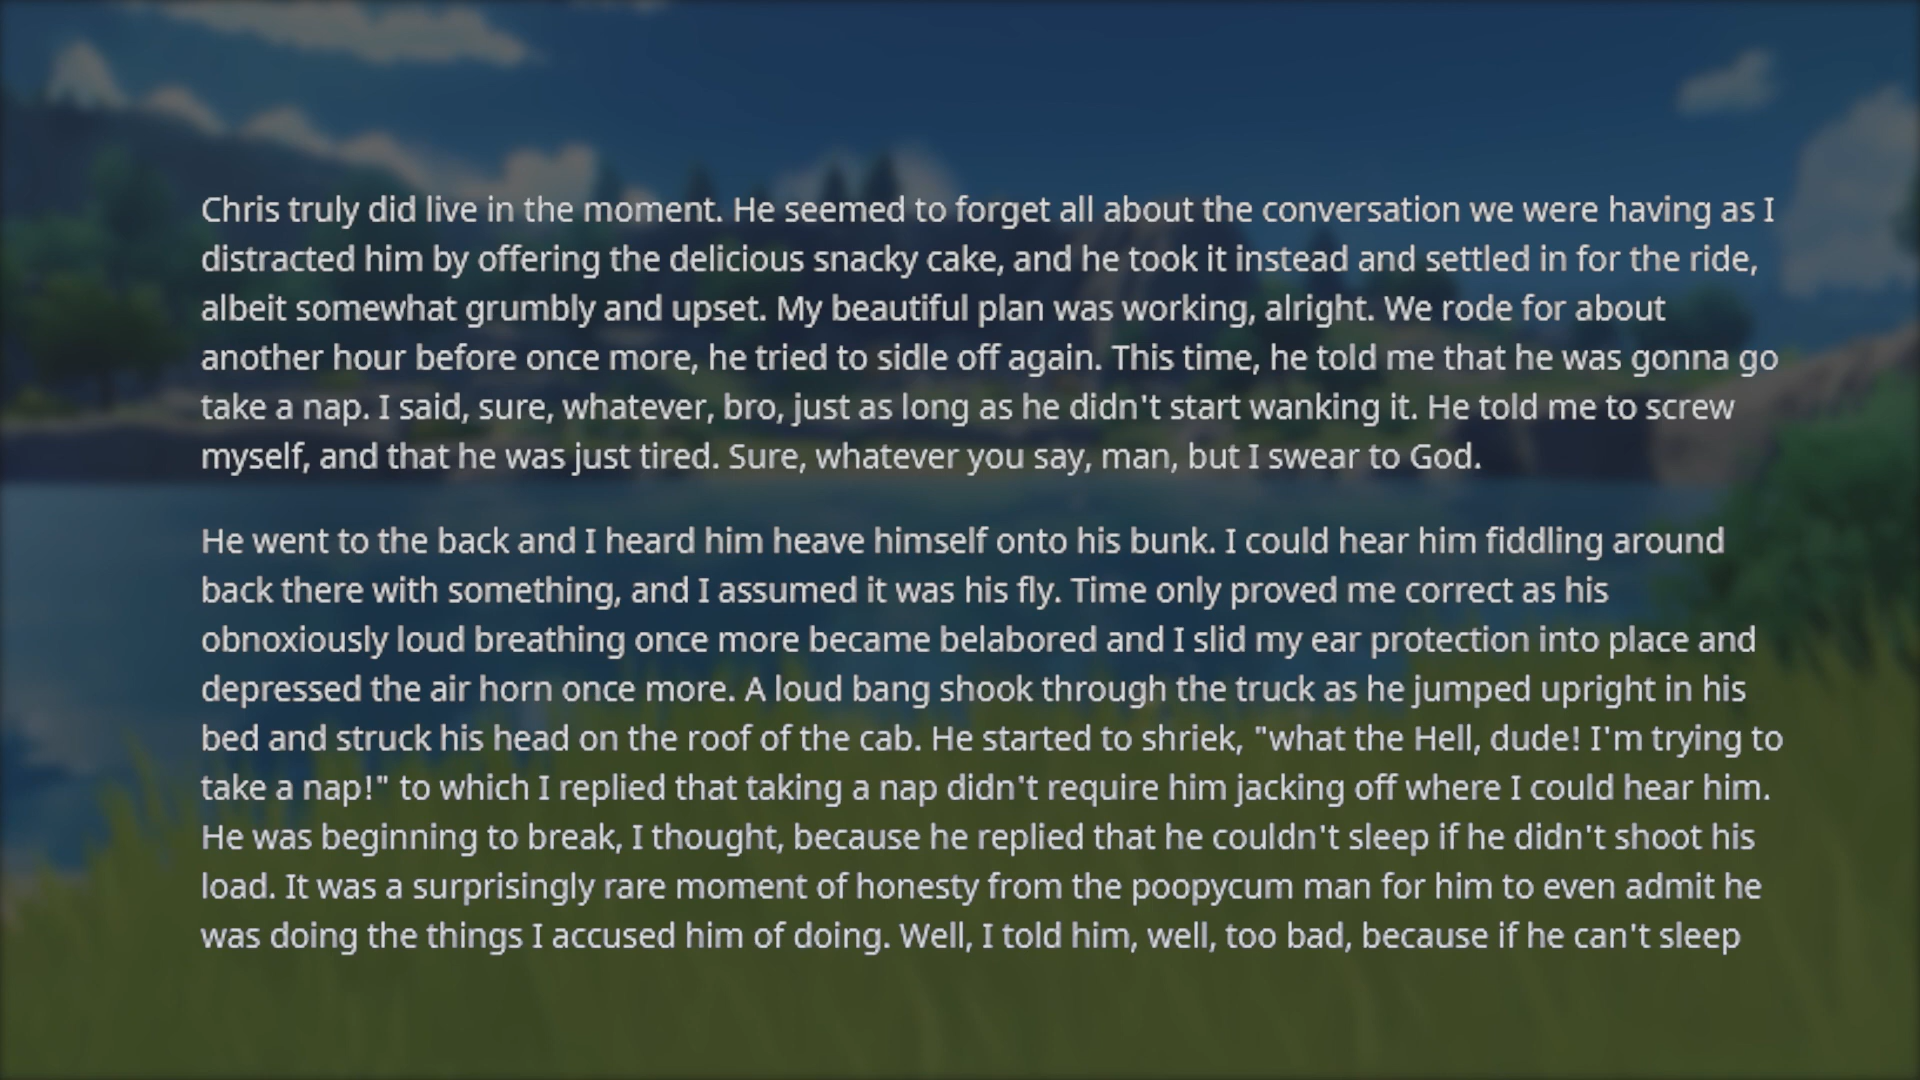 Chris truly did live in the moment. He seemed to forget all about the conversation we were having as I
distracted him by offering the delicious snacky cake, and he took it instead and settled in for the ride,
albeit somewhat grumbly and upset. My beautiful plan was working, alright. We rode for about
another hour before once more, he tried to sidle off again. This time, he told me that he was gonna go
take a nap. I said, sure, whatever, bro, just as long as he didn't start wanking it. He told me to screw
myself, and that he was just tired. Sure, whatever you say, man, but I swear to God.
He went to the back and I heard him heave himself onto his bunk. I could hear him fiddling around
back there with something, and I assumed it was his fly. Time only proved me correct as his
obnoxiously loud breathing once more became belabored and I slid my ear protection into place and
depressed the air horn once more. A loud bang shook through the truck as he jumped upright in his
bed and struck his head on the roof of the cab. He started to shriek, "what the Hell, dude! I'm trying to
take a nap!" to which I replied that taking a nap didn't require him jacking off where I could hear him.
He was beginning to break, I thought, because he replied that he couldn't sleep if he didn't shoot his
load. It was a surprisingly rare moment of honesty from the poopycum man for him to even admit he
was doing the things I accused him of doing. Well, I told him, well, too bad, because if he can't sleep